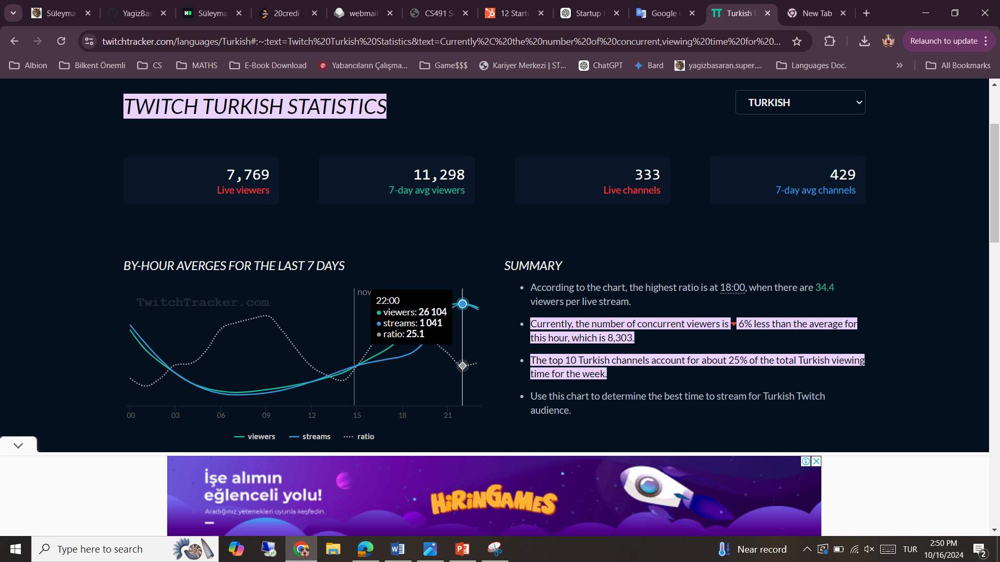 Süleyma
YagizBas
Süleyma
20credi
webmail
CS491 S
12 Start
Startup
Google
Turkish
New Tab
twitchtracker.com/languages/Turkish#:~:text=Twitch%20Turkish%20Statistics&text=Currently%2C%20the%20number%20of%20concurrent,viewing%20time%20for%20...
Relaunch to update
Albion
Bilkent Önemli
CS
MATHS
E-Book Download
Yabancıların Çalışma...
Game$$$
Kariyer Merkezi | ST...
ChatGPT
Bard
yagizbasaran.super....
Languages Doc.
All Bookmarks
TWITCH TURKISH STATISTICS
TURKISH
7,769
Live viewers
11,298
7-day avg viewers
333
Live channels
429
7-day avg channels
BY-HOUR AVERGES FOR THE LAST 7 DAYS
TwitchTracker.com
now
22:00
viewers: 26 104
streams: 1 041
ratio: 25.1
00 03 06 09 12 15 18 21
viewers streams ratio
SUMMARY
According to the chart, the highest ratio is at 18:00, when there are 34.4
viewers per live stream.
Currently, the number of concurrent viewers is 6% less than the average for
this hour, which is 8,303.
The top 10 Turkish channels account for about 25% of the total Turkish viewing
time for the week.
Use this chart to determine the best time to stream for Turkish Twitch
audience.
İşe alımın
eğlenceli yolu!
Aradığınız yetenekleri oyunla keşfedin.
HiRiNGAMES
Type here to search
Near record
TUR
2:50 PM
10/16/2024
2